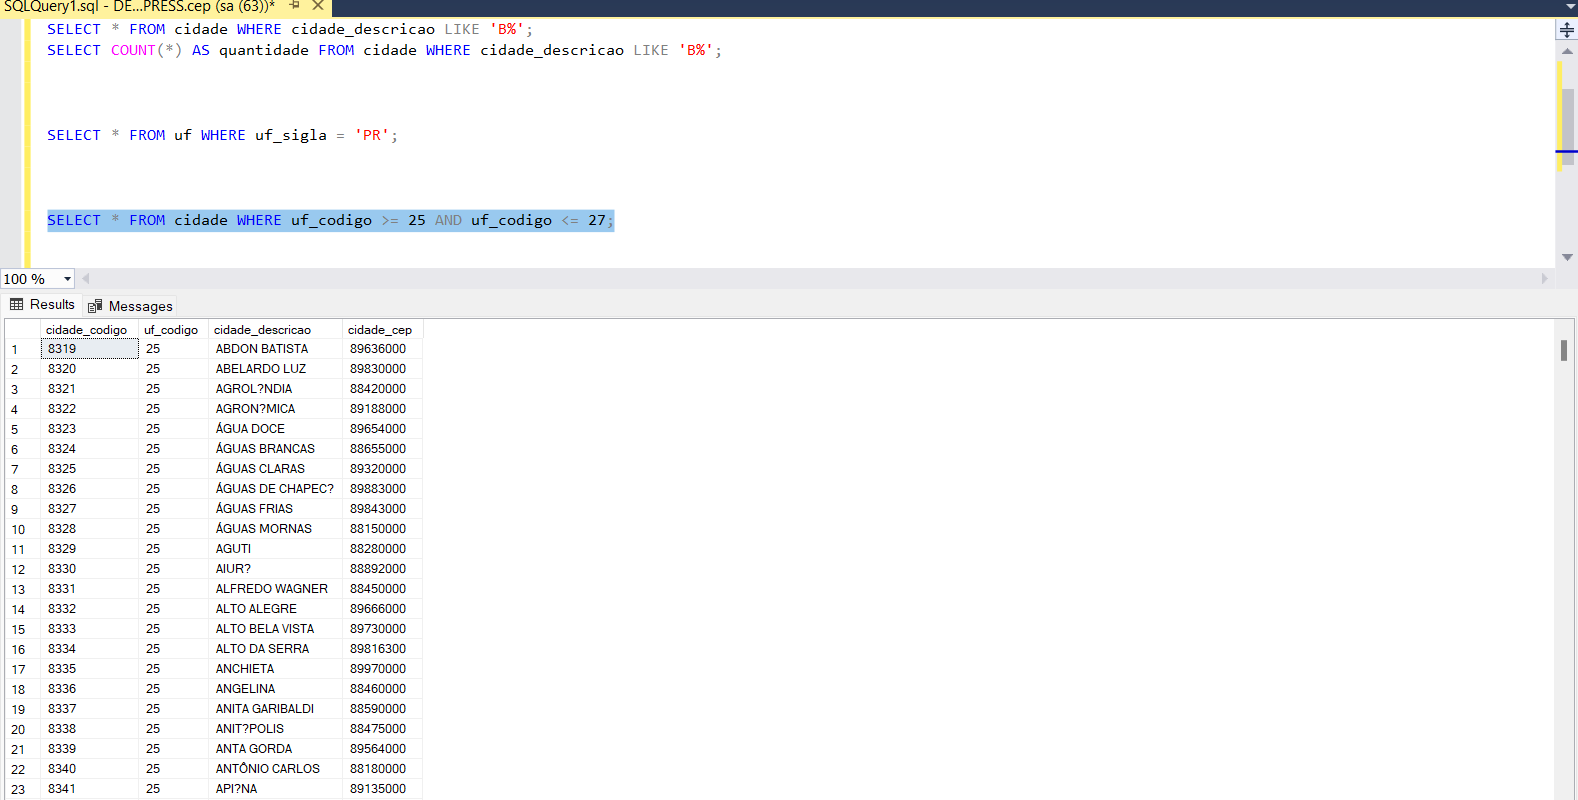 SQLQuery1.sql - DE...PRESS.cep (sa (63))*
SELECT * FROM cidade WHERE cidade_descricao LIKE 'B%';
SELECT COUNT(*) AS quantidade FROM cidade WHERE cidade_descricao LIKE 'B%';
SELECT * FROM uf WHERE uf_sigla = 'PR';
SELECT * FROM cidade WHERE uf_codigo >= 25 AND uf_codigo <= 27;
100 %
Results Messages
cidade_codigo uf_codigo cidade_descricao cidade_cep
1 8319 25 ABDON BATISTA 89636000
2 8320 25 ABELARDO LUZ 89830000
3 8321 25 AGROL?NDIA 88420000
4 8322 25 AGRON?MICA 89188000
5 8323 25 ÁGUA DOCE 89654000
6 8324 25 ÁGUAS BRANCAS 88655000
7 8325 25 ÁGUAS CLARAS 89320000
8 8326 25 ÁGUAS DE CHAPEC? 89883000
9 8327 25 ÁGUAS FRIAS 89843000
10 8328 25 ÁGUAS MORNAS 88150000
11 8329 25 AGUTI 88280000
12 8330 25 AIUR? 88892000
13 8331 25 ALFREDO WAGNER 88450000
14 8332 25 ALTO ALEGRE 89666000
15 8333 25 ALTO BELA VISTA 89730000
16 8334 25 ALTO DA SERRA 89816300
17 8335 25 ANCHIETA 89970000
18 8336 25 ANGELINA 88460000
19 8337 25 ANITA GARIBALDI 88590000
20 8338 25 ANIT?POLIS 88475000
21 8339 25 ANTA GORDA 89564000
22 8340 25 ANTÔNIO CARLOS 88180000
23 8341 25 API?NA 89135000